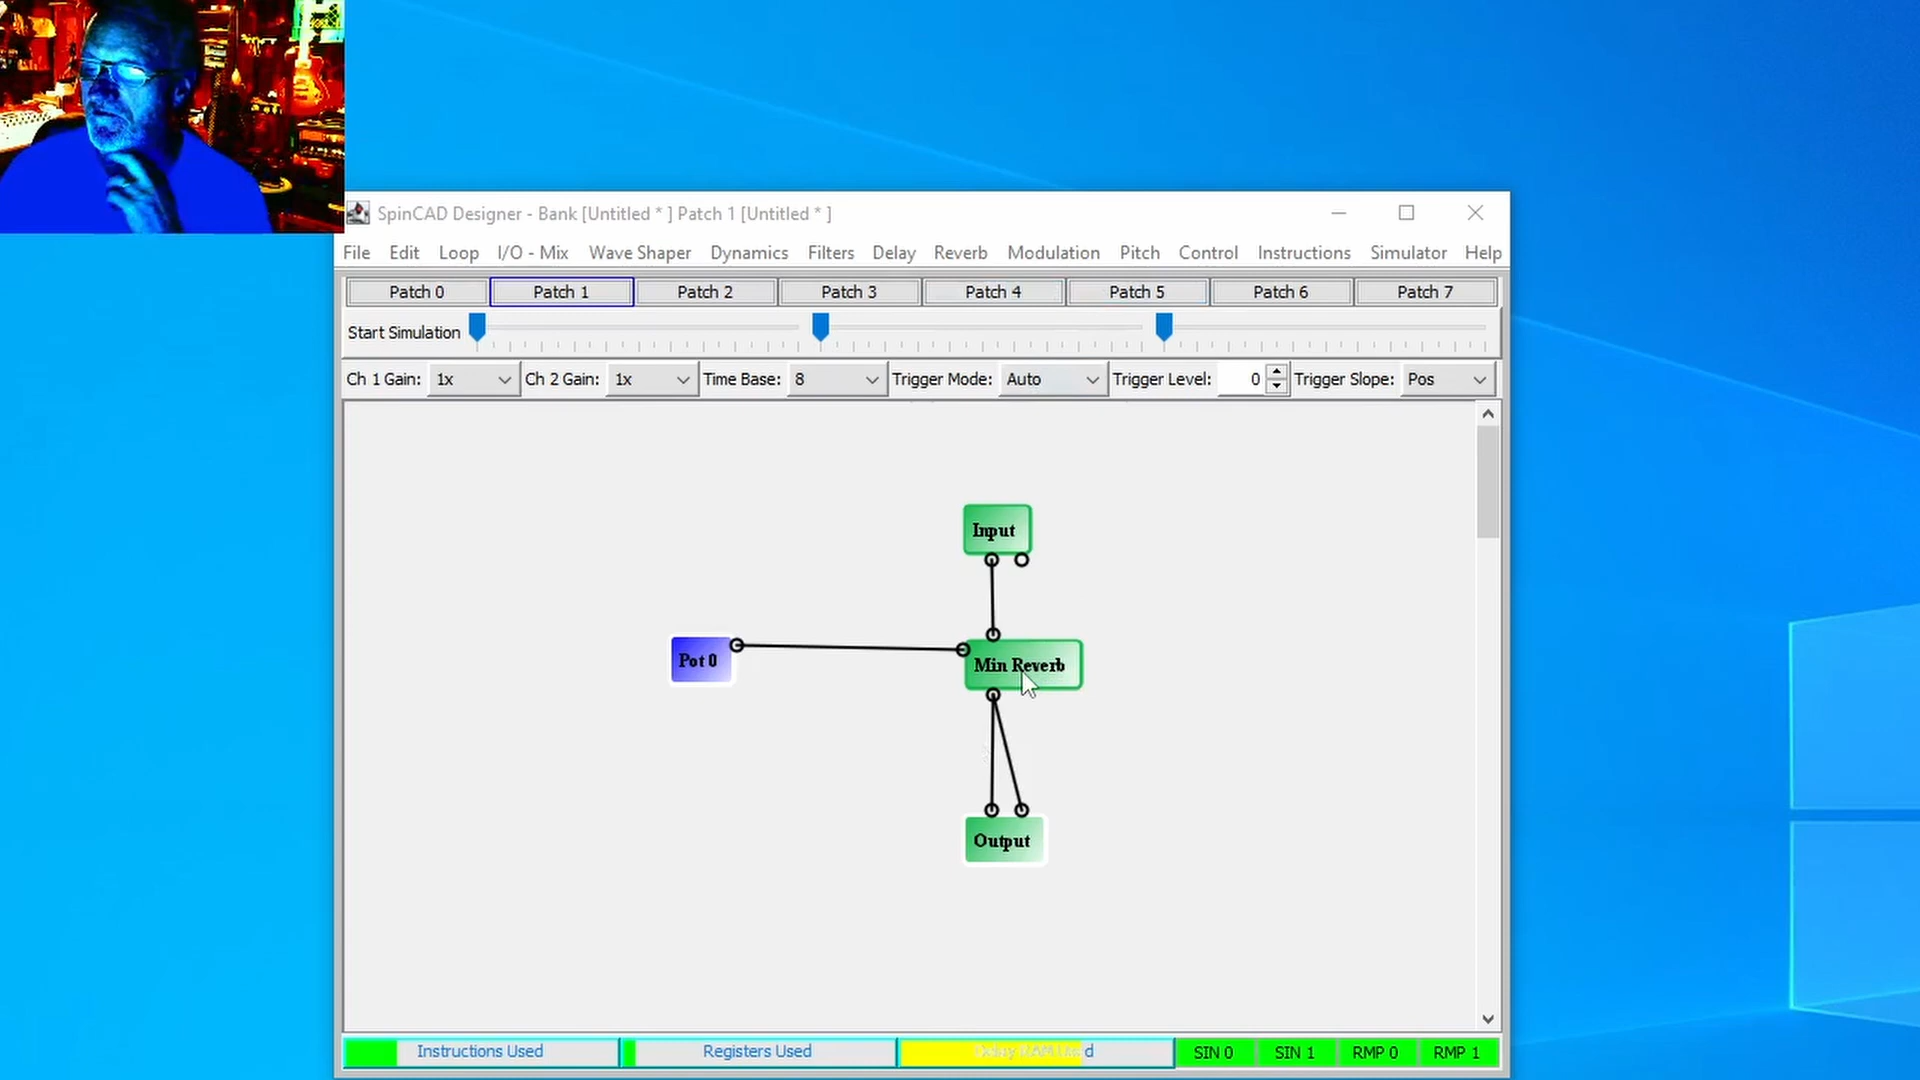 SpinCAD Designer - Bank [Untitled * ] Patch 1 [Untitled * ]
File Edit Loop I/O - Mix Wave Shaper Dynamics Filters Delay Reverb Modulation Pitch Control Instructions Simulator Help
Patch 0 Patch 1 Patch 2 Patch 3 Patch 4 Patch 5 Patch 6 Patch 7
Start Simulation
Ch 1 Gain: 1x Ch 2 Gain: 1x Time Base: 8 Trigger Mode: Auto Trigger Level: 0 Trigger Slope: Pos
Input
Pot 0
Min Reverb
Output
Instructions Used Registers Used Delay RAM Used SIN 0 SIN 1 RMP 0 RMP 1